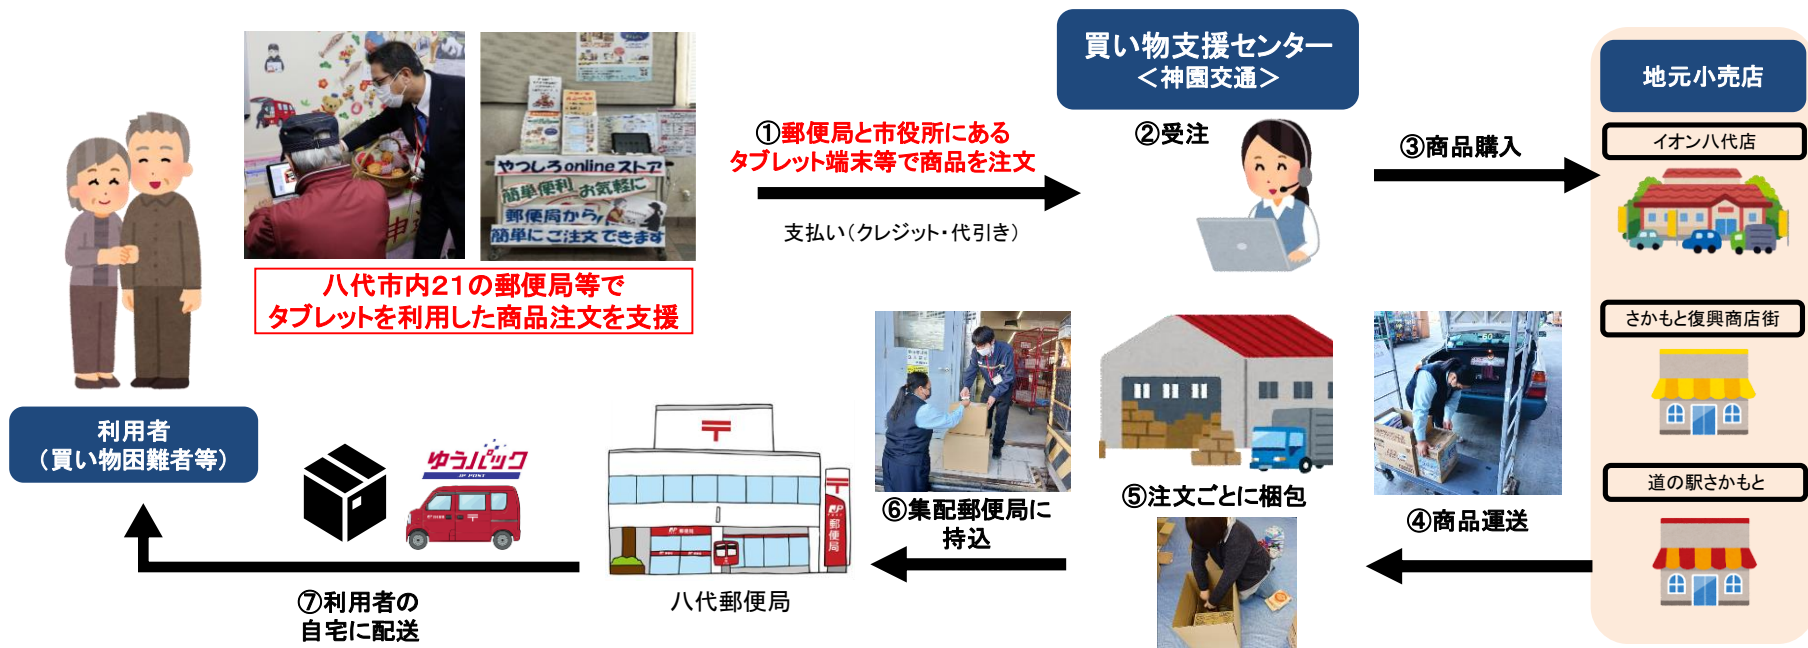 やつしろonlineストア
簡単便利 お気軽に
郵便局から
簡単にご注文できます
八代市内21の郵便局等で
タブレットを利用した商品注文を支援
利用者
(買い物困難者等)
①郵便局と市役所にある
タブレット端末等で商品を注文
支払い(クレジット・代引き)
買い物支援センター
<神園交通>
②受注
③商品購入
地元小売店
イオン八代店
さかもと復興商店街
道の駅さかもと
④商品運送
⑤注文ごとに梱包
⑥集配郵便局に
持込
郵便局
八代郵便局
ゆうパック
JP POST
⑦利用者の
自宅に配送